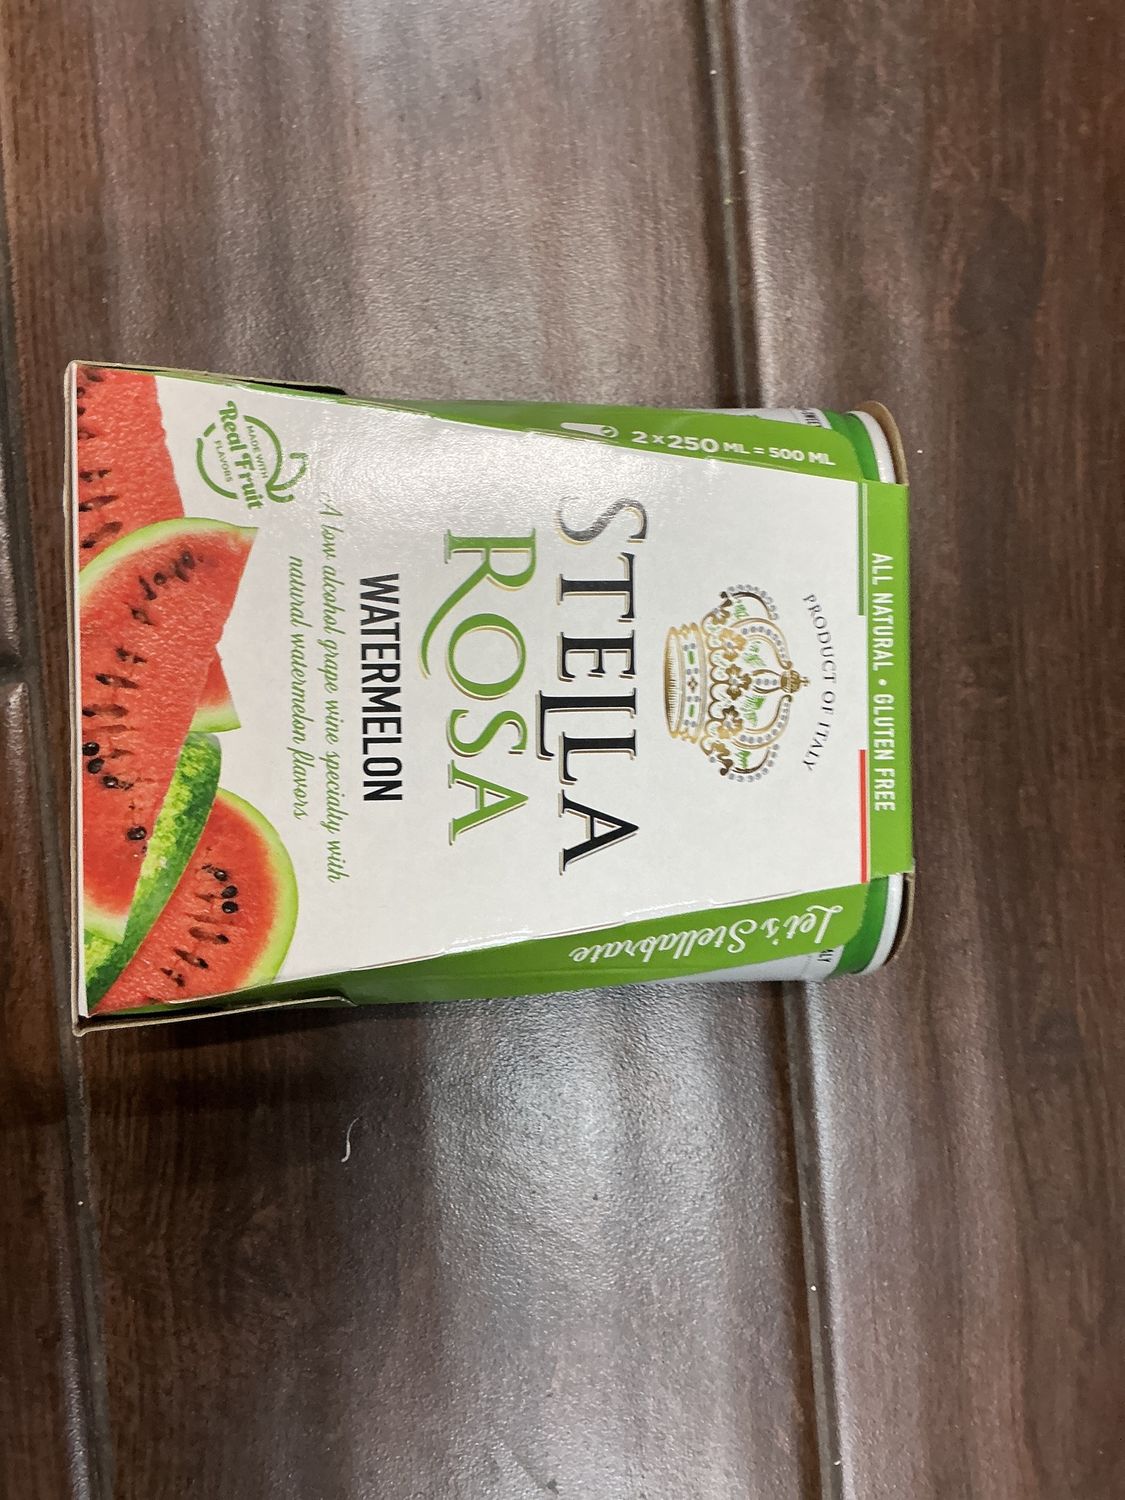 ALL NATURAL • GLUTEN FREE
PRODUCT OF ITALY
2 x 250 ML = 500 ML
Let's Stellabrate
STELLA
ROSA
WATERMELON
A low alcohol grape wine specialty with
natural watermelon flavors
MADE WITH
Real Fruit
FLAVORS